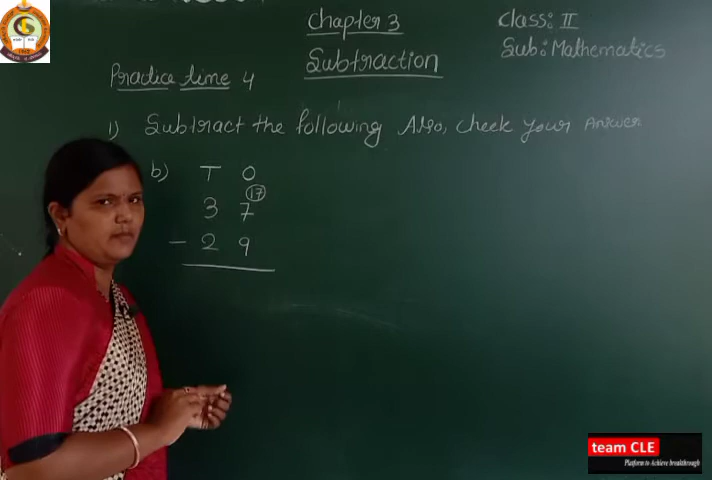 Chapter 3
Class: II
Subtraction
Sub: Mathematics
Practice time 4
1) Subtract the following Also, check your Answer
b) T O
17
3 7
- 2 9
team CLE
Platform to Achieve breakthrough